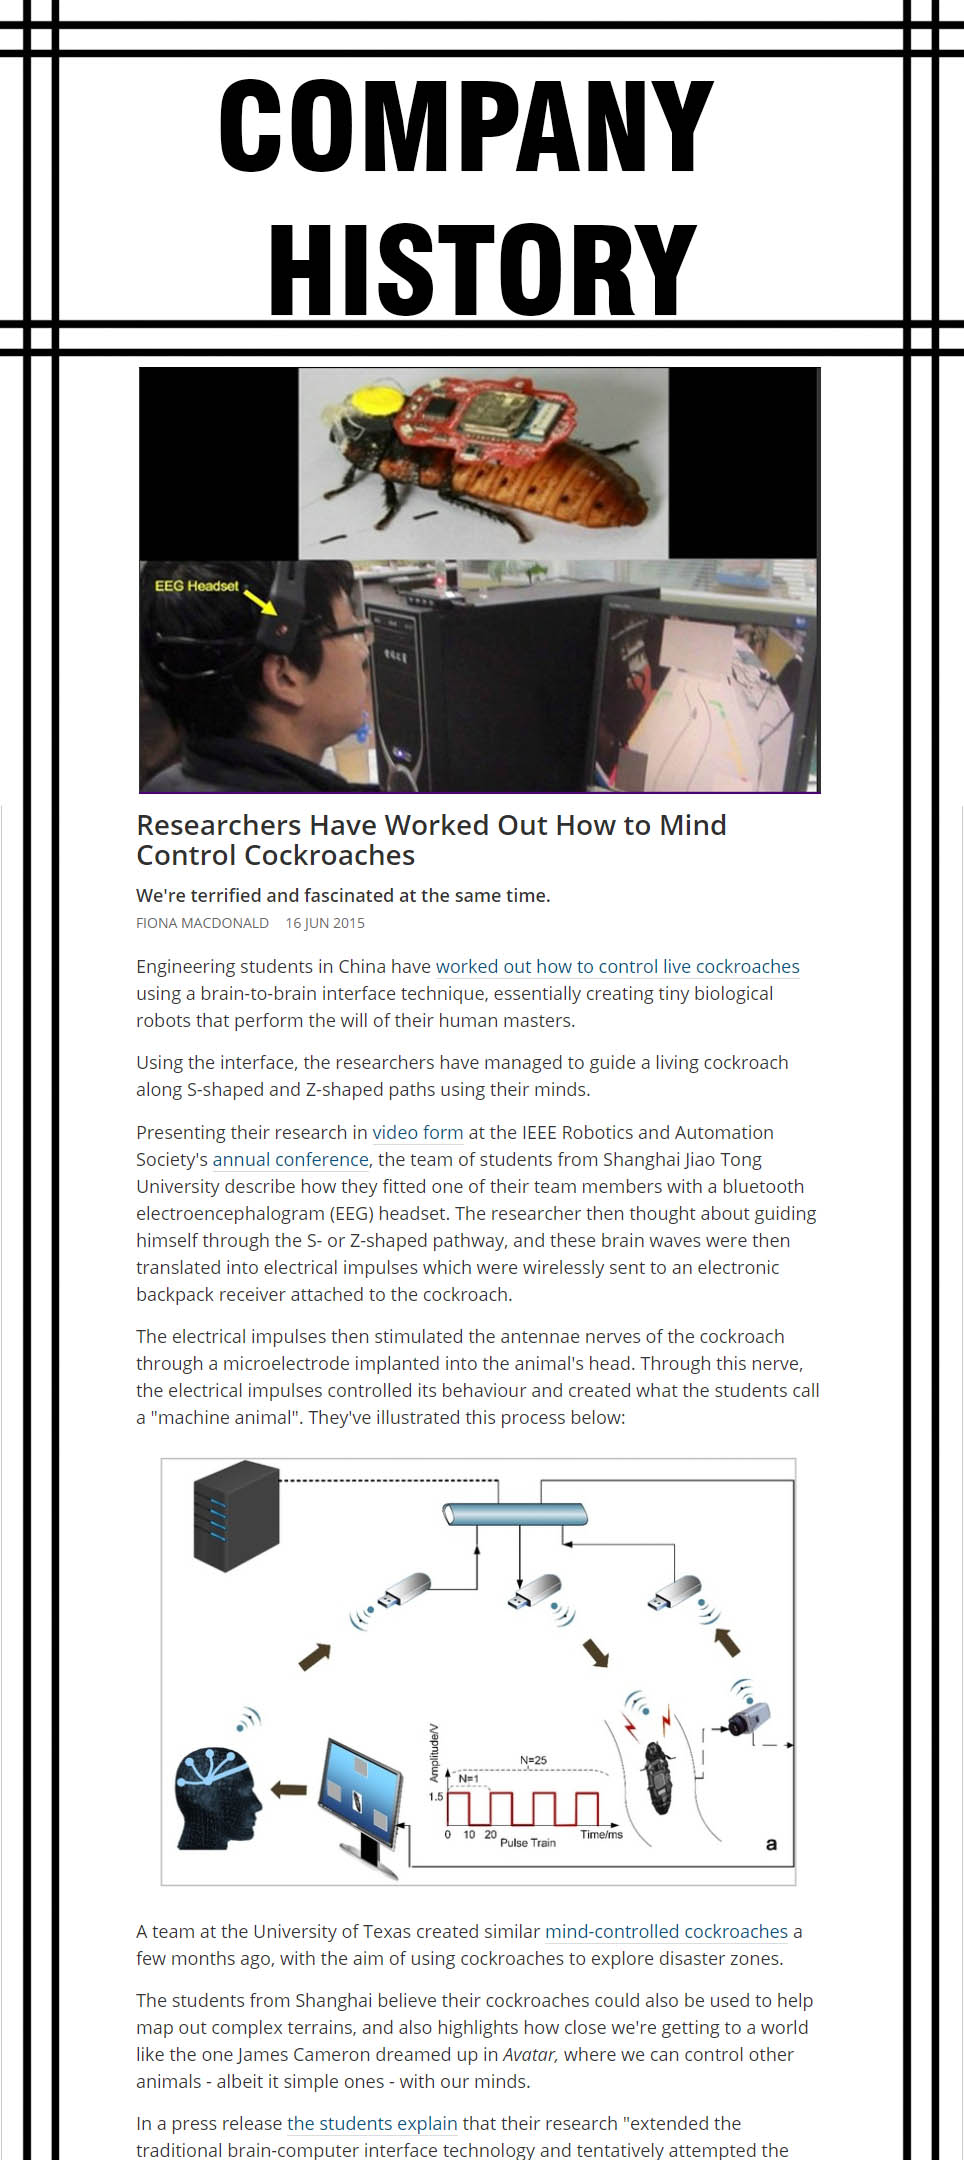 COMPANY
HISTORY
EEG Headset
Researchers Have Worked Out How to Mind
Control Cockroaches
We're terrified and fascinated at the same time.
FIONA MACDONALD 16 JUN 2015
Engineering students in China have worked out how to control live cockroaches
using a brain-to-brain interface technique, essentially creating tiny biological
robots that perform the will of their human masters.
Using the interface, the researchers have managed to guide a living cockroach
along S-shaped and Z-shaped paths using their minds.
Presenting their research in video form at the IEEE Robotics and Automation
Society's annual conference, the team of students from Shanghai Jiao Tong
University describe how they fitted one of their team members with a bluetooth
electroencephalogram (EEG) headset. The researcher then thought about guiding
himself through the S- or Z-shaped pathway, and these brain waves were then
translated into electrical impulses which were wirelessly sent to an electronic
backpack receiver attached to the cockroach.
The electrical impulses then stimulated the antennae nerves of the cockroach
through a microelectrode implanted into the animal's head. Through this nerve,
the electrical impulses controlled its behaviour and created what the students call
a "machine animal". They've illustrated this process below:
Amplitude/V
N=25
N=1
1.5
0 10 20
Pulse Train
Time/ms
a
A team at the University of Texas created similar mind-controlled cockroaches a
few months ago, with the aim of using cockroaches to explore disaster zones.
The students from Shanghai believe their cockroaches could also be used to help
map out complex terrains, and also highlights how close we're getting to a world
like the one James Cameron dreamed up in Avatar, where we can control other
animals - albeit it simple ones - with our minds.
In a press release the students explain that their research "extended the
traditional brain-computer interface technology and tentatively attempted the